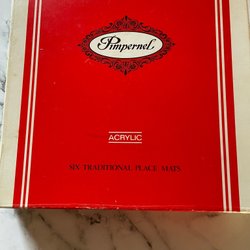 Pimpernel
ACRYLIC
SIX TRADITIONAL PLACE MATS